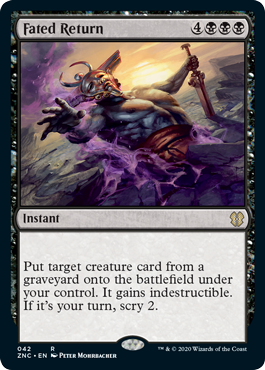 Fated Return 4
Instant
Put target creature card from a
graveyard onto the battlefield under
your control. It gains indestructible.
If it's your turn, scry 2.
042 R
ZNC • EN PETER MOHRBACHER
™ & © 2020 Wizards of the Coast